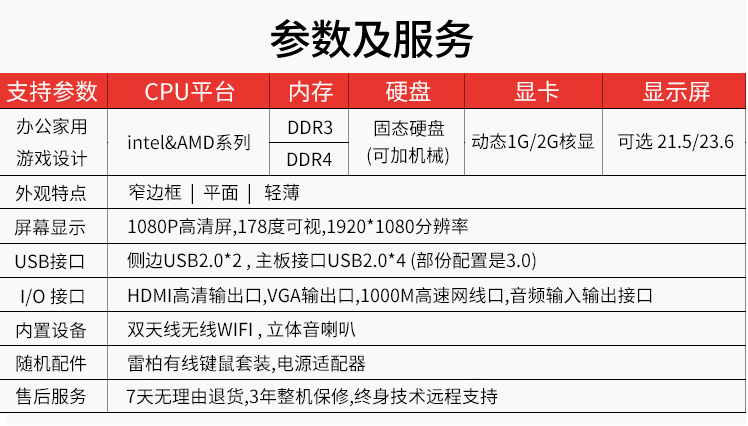 参数及服务
支持参数 CPU平台 内存 硬盘 显卡 显示屏
办公家用
游戏设计
intel&AMD系列
DDR3
DDR4
固态硬盘
(可加机械)
动态1G/2G核显
可选 21.5/23.6
外观特点 窄边框 | 平面 | 轻薄
屏幕显示 1080P高清屏,178度可视,1920*1080分辨率
USB接口 侧边USB2.0*2 , 主板接口USB2.0*4 (部份配置是3.0)
I/O 接口 HDMI高清输出口,VGA输出口,1000M高速网线口,音频输入输出接口
内置设备 双天线无线WIFI , 立体音喇叭
随机配件 雷柏有线键鼠套装,电源适配器
售后服务 7天无理由退货,3年整机保修,终身技术远程支持